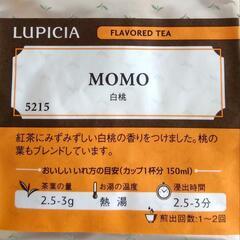 LUPICIA
FLAVORED TEA
MOMO
白桃
5215
紅茶にみずみずしい白桃の香りをつけました。桃の
葉もブレンドしています。
おいしいいれ方の目安(カップ1杯分 150ml)
茶葉の量 お湯の温度 浸出時間
2.5-3g 熱湯 2.5-3分
煎出回数:1~2回